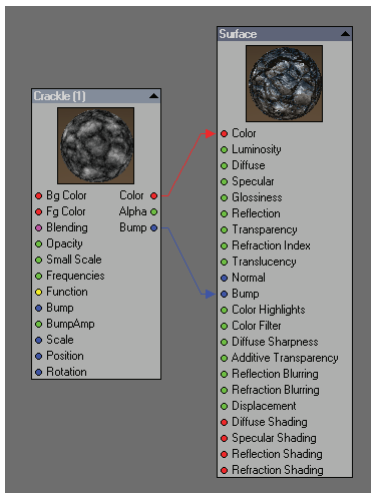 Surface
Color
Luminosity
Diffuse
Specular
Glossiness
Reflection
Transparency
Refraction Index
Translucency
Normal
Bump
Color Highlights
Color Filter
Diffuse Sharpness
Additive Transparency
Reflection Blurring
Refraction Blurring
Displacement
Diffuse Shading
Specular Shading
Reflection Shading
Refraction Shading
Crackle (1)
Bg Color Color
Fg Color Alpha
Blending Bump
Opacity
Small Scale
Frequencies
Function
Bump
BumpAmp
Scale
Position
Rotation